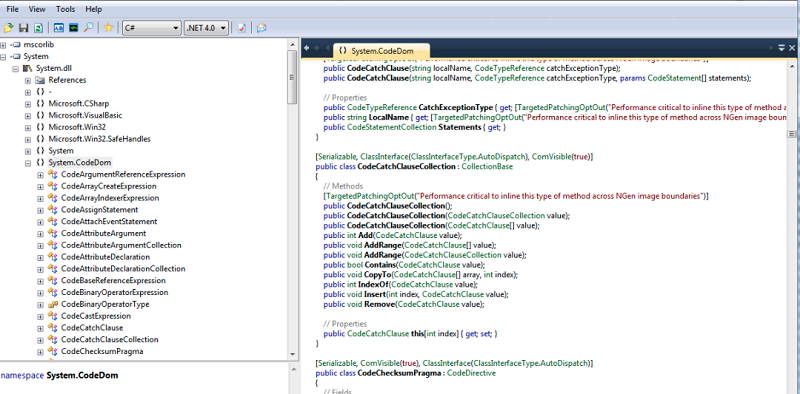 File View Tools Help
C# .NET 4.0
mscorlib
System
System.dll
References
-
Microsoft.CSharp
Microsoft.VisualBasic
Microsoft.Win32
Microsoft.Win32.SafeHandles
System
System.CodeDom
CodeArgumentReferenceExpression
CodeArrayCreateExpression
CodeArrayIndexerExpression
CodeAssignStatement
CodeAttachEventStatement
CodeAttributeArgument
CodeAttributeArgumentCollection
CodeAttributeDeclaration
CodeAttributeDeclarationCollection
CodeBaseReferenceExpression
CodeBinaryOperatorExpression
CodeBinaryOperatorType
CodeCastExpression
CodeCatchClause
CodeCatchClauseCollection
CodeChecksumPragma
namespace System.CodeDom
{} System.CodeDom
public CodeCatchClause(string localName, CodeTypeReference catchExceptionType);
public CodeCatchClause(string localName, CodeTypeReference catchExceptionType, params CodeStatement[] statements);
// Properties
public CodeTypeReference CatchExceptionType { get; [TargetedPatchingOptOut("Performance critical to inline this type of method a
public string LocalName { get; [TargetedPatchingOptOut("Performance critical to inline this type of method across NGen image boun
public CodeStatementCollection Statements { get; }
}
[Serializable, ClassInterface(ClassInterfaceType.AutoDispatch), ComVisible(true)]
public class CodeCatchClauseCollection : CollectionBase
{
// Methods
[TargetedPatchingOptOut("Performance critical to inline this type of method across NGen image boundaries")]
public CodeCatchClauseCollection();
public CodeCatchClauseCollection(CodeCatchClauseCollection value);
public CodeCatchClauseCollection(CodeCatchClause[] value);
public int Add(CodeCatchClause value);
public void AddRange(CodeCatchClause[] value);
public void AddRange(CodeCatchClauseCollection value);
public bool Contains(CodeCatchClause value);
public void CopyTo(CodeCatchClause[] array, int index);
public int IndexOf(CodeCatchClause value);
public void Insert(int index, CodeCatchClause value);
public void Remove(CodeCatchClause value);
// Properties
public CodeCatchClause this[int index] { get; set; }
}
[Serializable, ComVisible(true), ClassInterface(ClassInterfaceType.AutoDispatch)]
public class CodeChecksumPragma : CodeDirective
{
// Fields